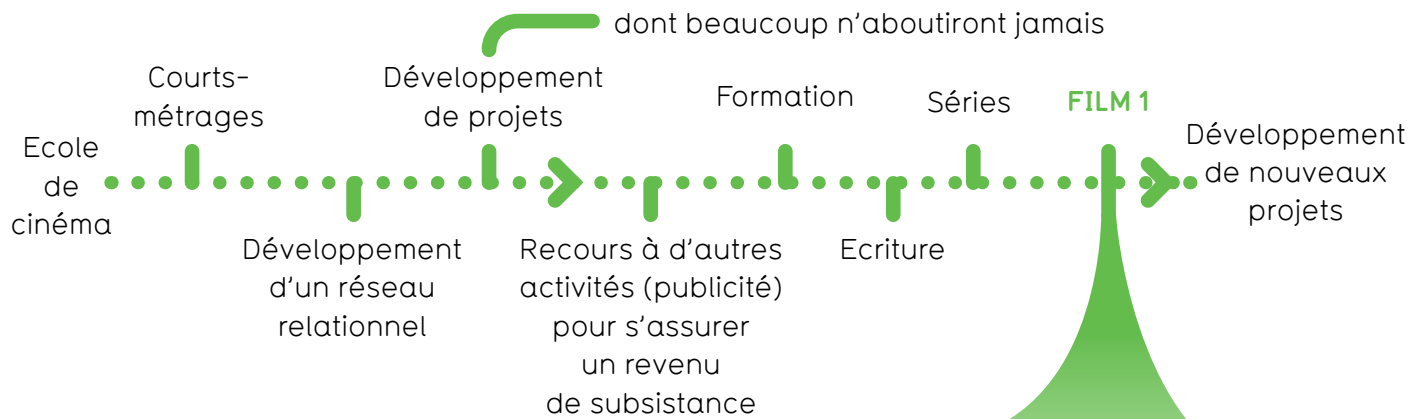 dont beaucoup n'aboutiront jamais
Ecole
de
cinéma
Courts-
métrages
Développement
d'un réseau
relationnel
Développement
de projets
Recours à d'autres
activités (publicité)
pour s'assurer
un revenu
de subsistance
Formation
Ecriture
Séries
FILM 1
Développement
de nouveaux
projets